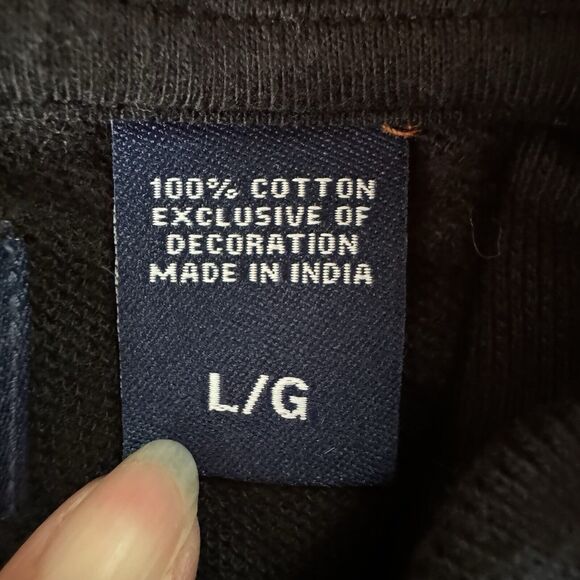 100% COTTON
EXCLUSIVE OF
DECORATION
MADE IN INDIA
L/G